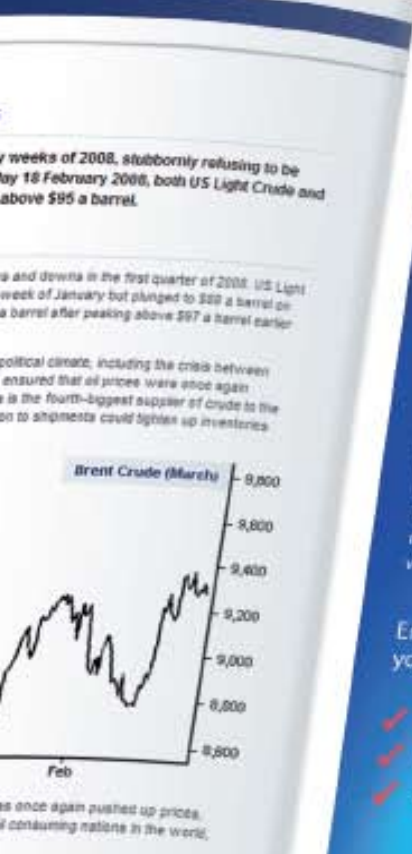 y weeks of 2008, stubbornly refusing to be
ay 18 February 2008, both US Light Crude and
above $95 a barrel.
s and downs in the first quarter of 2008. US Light
week of January but plunged to a barrel on
a barrel after peaking above $97 a barrel earlier
political climate, including the crisis between
ensured that oil prices were once again
a is the fourth-biggest supplier of crude to the
on to shipments could tighten up inventories
Brent Crude (March)
9,800
9,600
9,400
9,200
9,000
8,800
8,600
Feb
as once again pushed up prices,
l consuming nations in the world,
E
yo